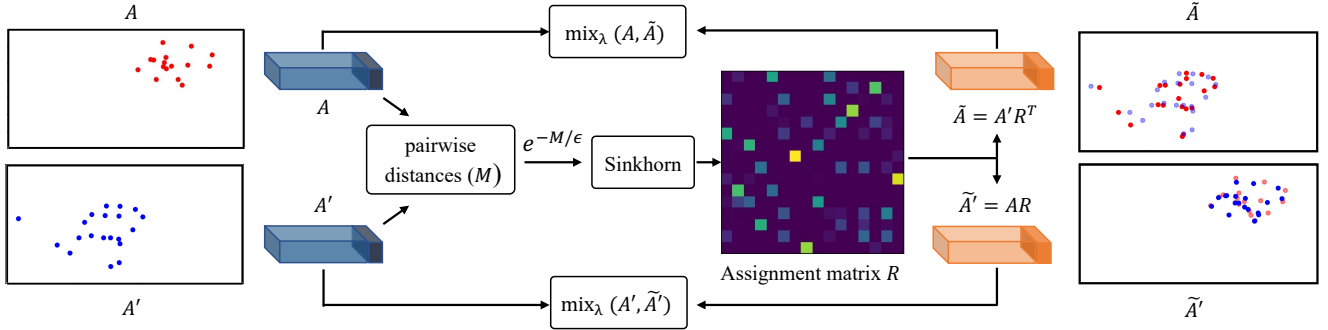 A
mix_λ (A, Ã)
Ã
A
Ã = A′R^T
pairwise
distances (M)
e^{−M/ϵ}
Sinkhorn
A′
Ã′ = AR
Assignment matrix R
A′
mix_λ (A′, Ã′)
Ã′